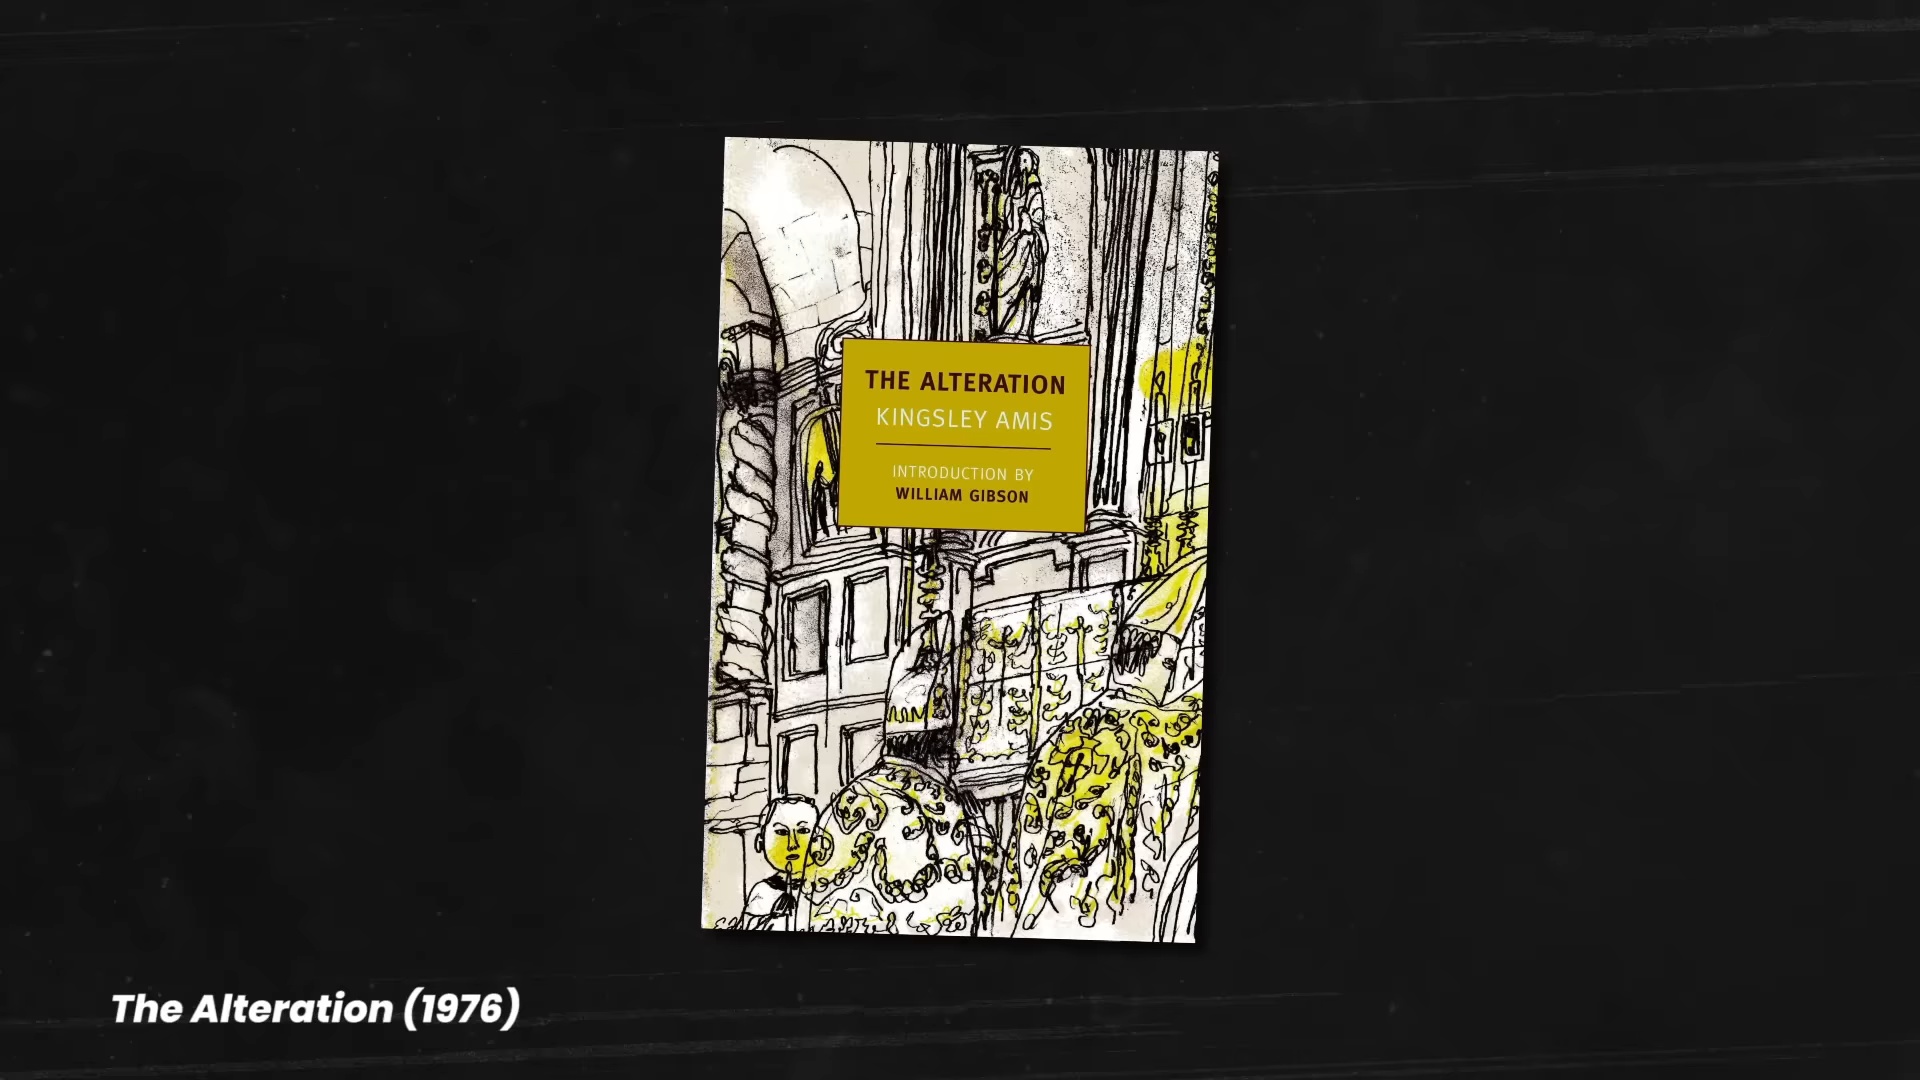 THE ALTERATION
KINGSLEY AMIS
INTRODUCTION BY
WILLIAM GIBSON
The Alteration (1976)